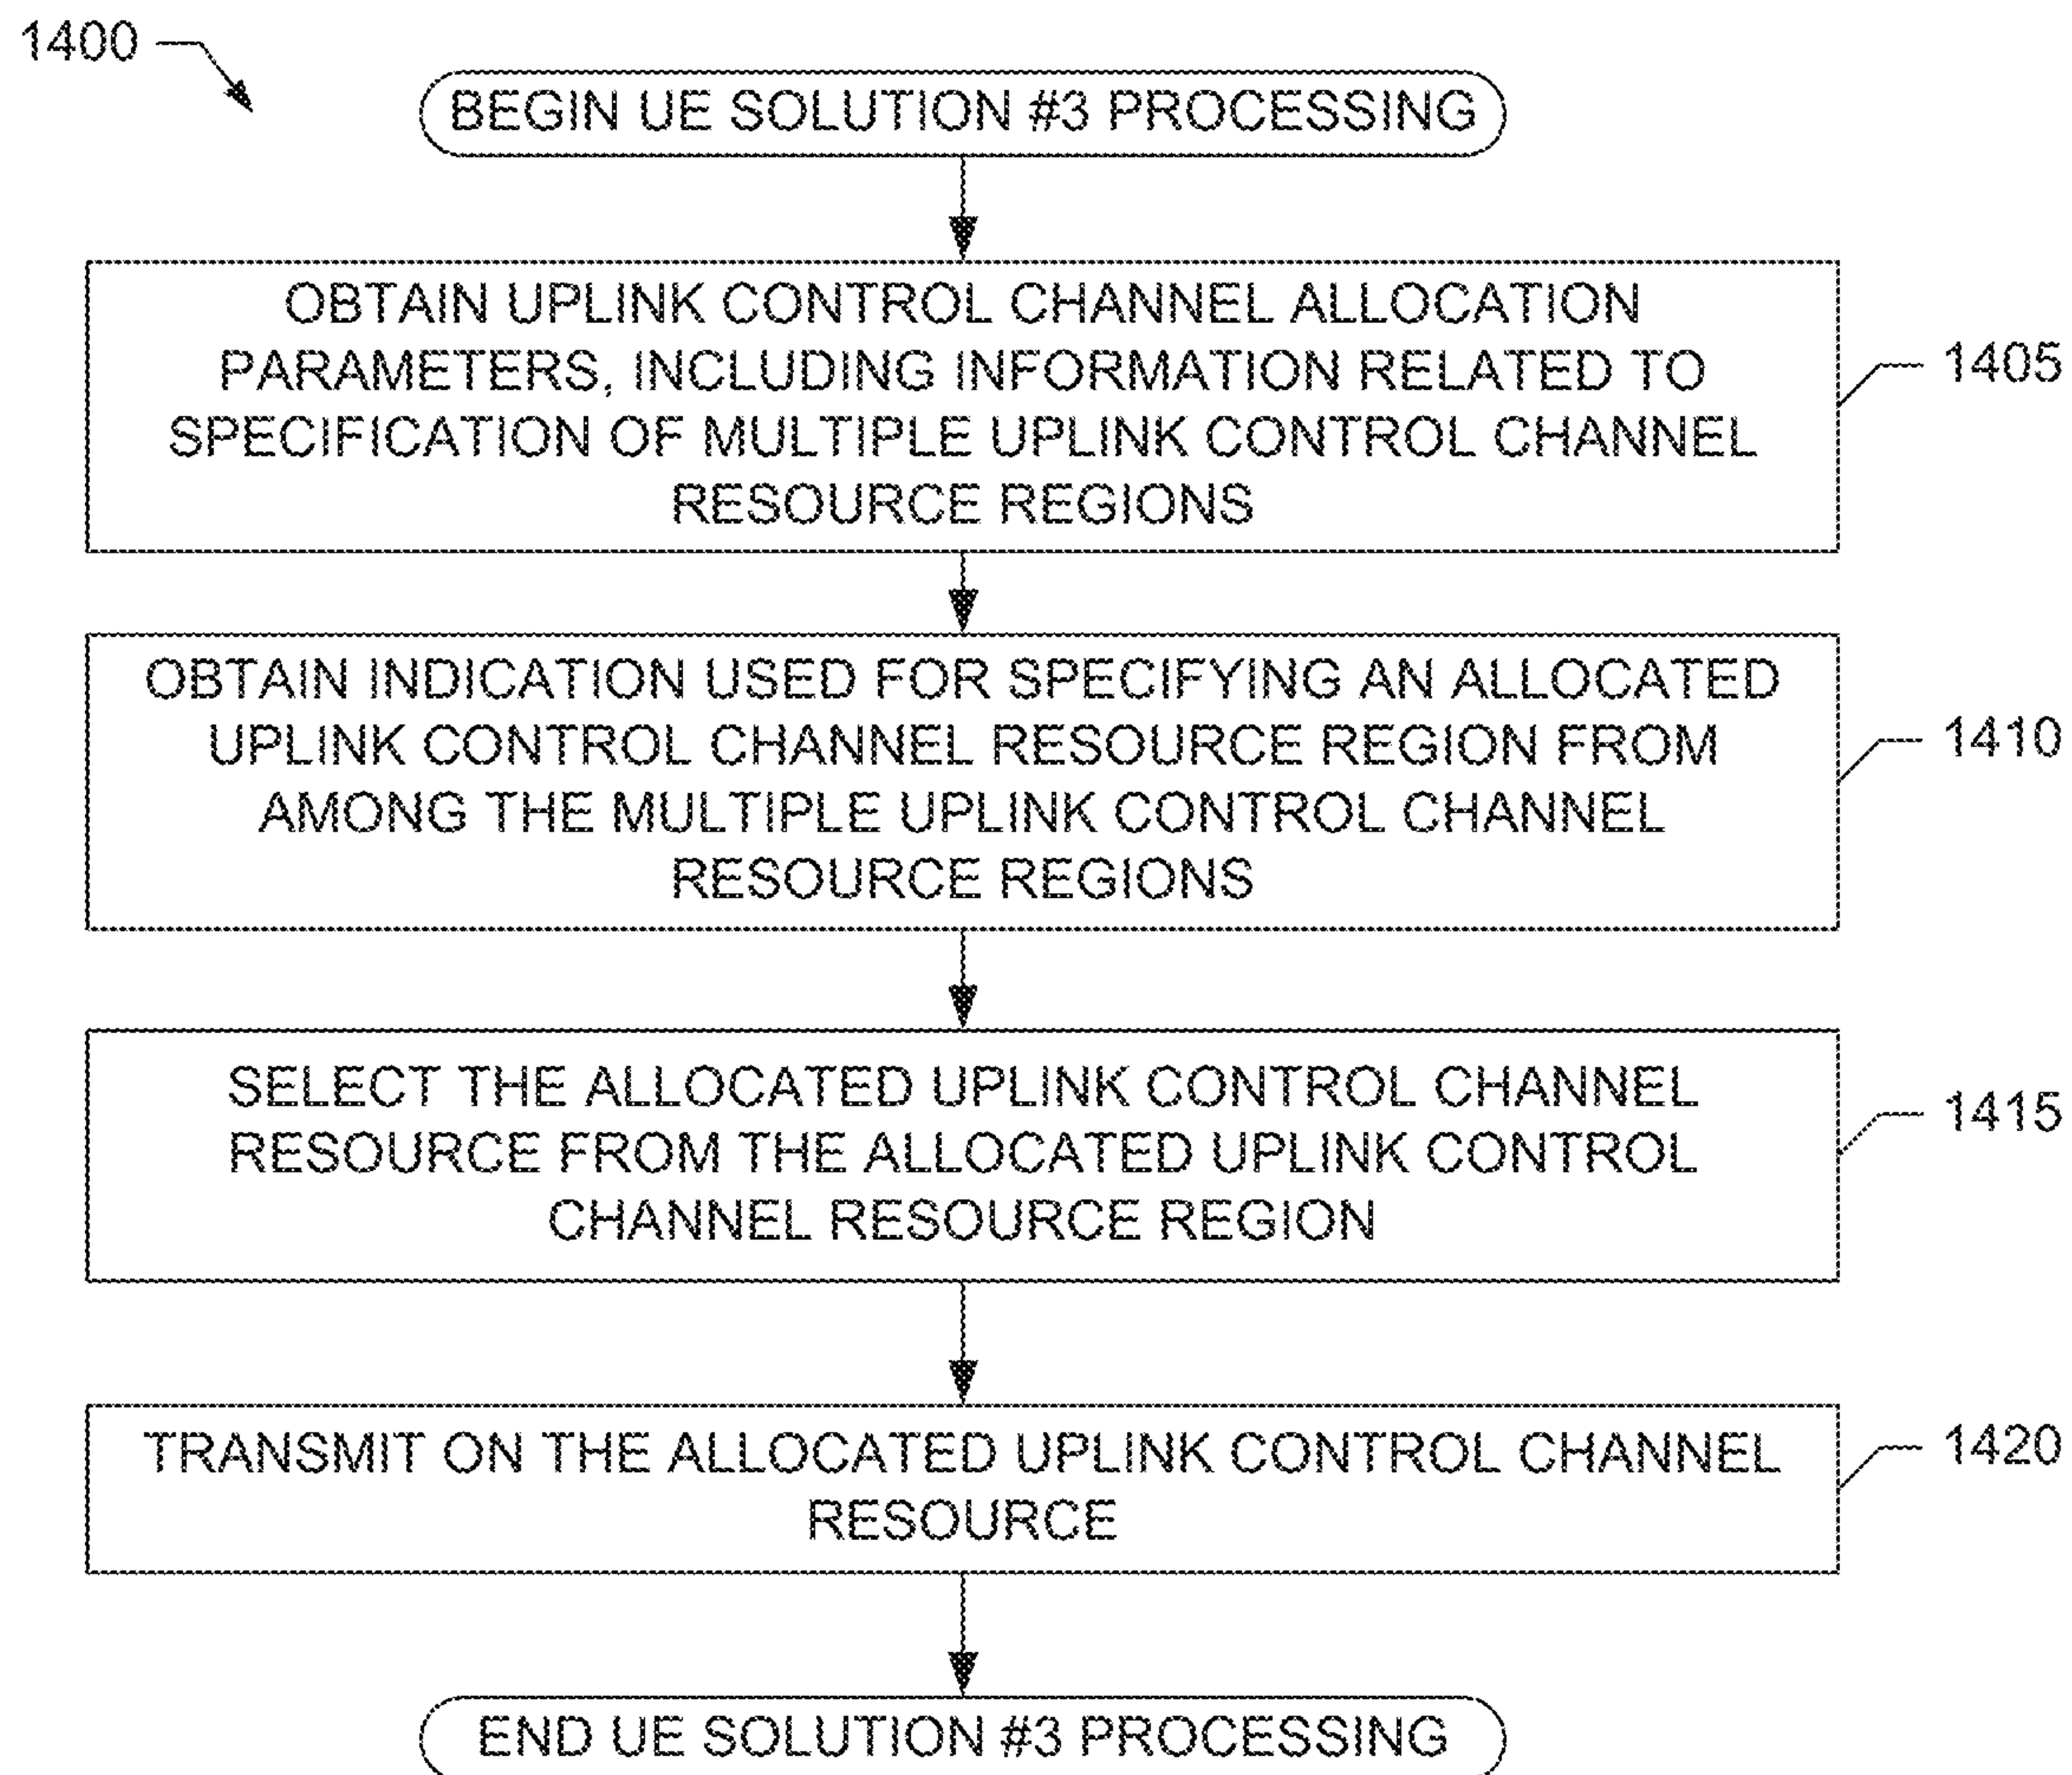 1400
BEGIN UE SOLUTION #3 PROCESSING
OBTAIN UPLINK CONTROL CHANNEL ALLOCATION
PARAMETERS, INCLUDING INFORMATION RELATED TO
SPECIFICATION OF MULTIPLE UPLINK CONTROL CHANNEL
RESOURCE REGIONS
1405
OBTAIN INDICATION USED FOR SPECIFYING AN ALLOCATED
UPLINK CONTROL CHANNEL RESOURCE REGION FROM
AMONG THE MULTIPLE UPLINK CONTROL CHANNEL
RESOURCE REGIONS
1410
SELECT THE ALLOCATED UPLINK CONTROL CHANNEL
RESOURCE FROM THE ALLOCATED UPLINK CONTROL
CHANNEL RESOURCE REGION
1415
TRANSMIT ON THE ALLOCATED UPLINK CONTROL CHANNEL
RESOURCE
1420
END UE SOLUTION #3 PROCESSING